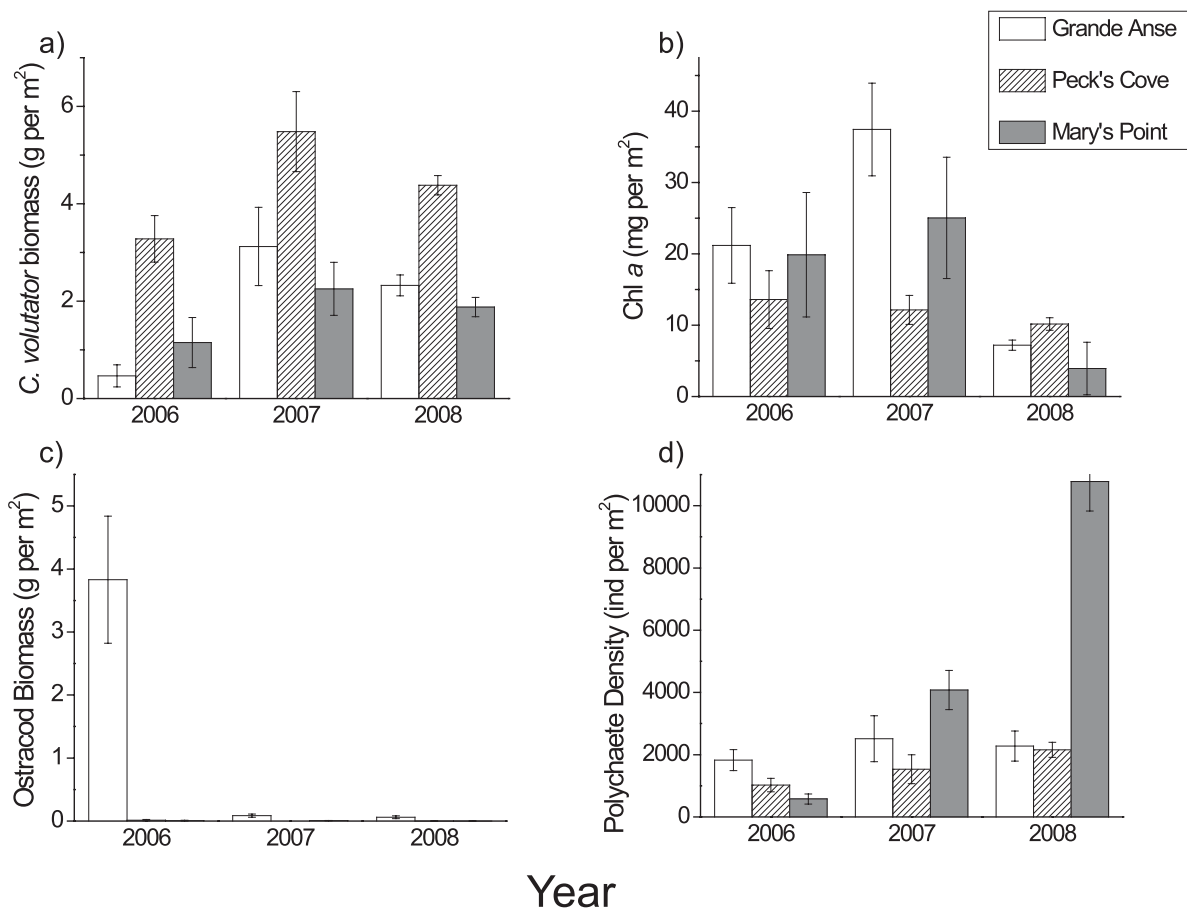 Grande Anse
Peck's Cove
Mary's Point
a)
C. volutator biomass (g per m²)
6
4
2
0
2006 2007 2008
b)
Chl a (mg per m²)
40
30
20
10
0
2006 2007 2008
c)
Ostracod Biomass (g per m²)
5
4
3
2
1
0
2006 2007 2008
d)
Polychaete Density (ind per m²)
10000
8000
6000
4000
2000
0
2006 2007 2008
Year